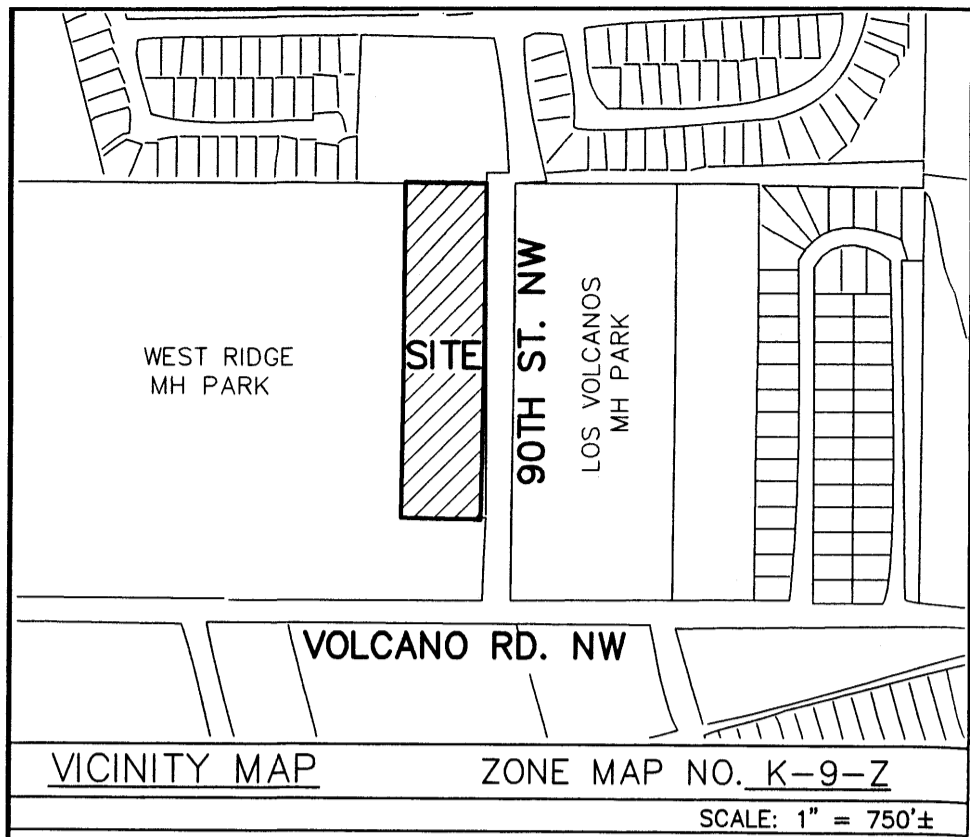 WEST RIDGE
MH PARK
SITE
90TH ST. NW
LOS VOLCANOS
MH PARK
VOLCANO RD. NW
VICINITY MAP
ZONE MAP NO. K-9-Z
SCALE: 1" = 750'±